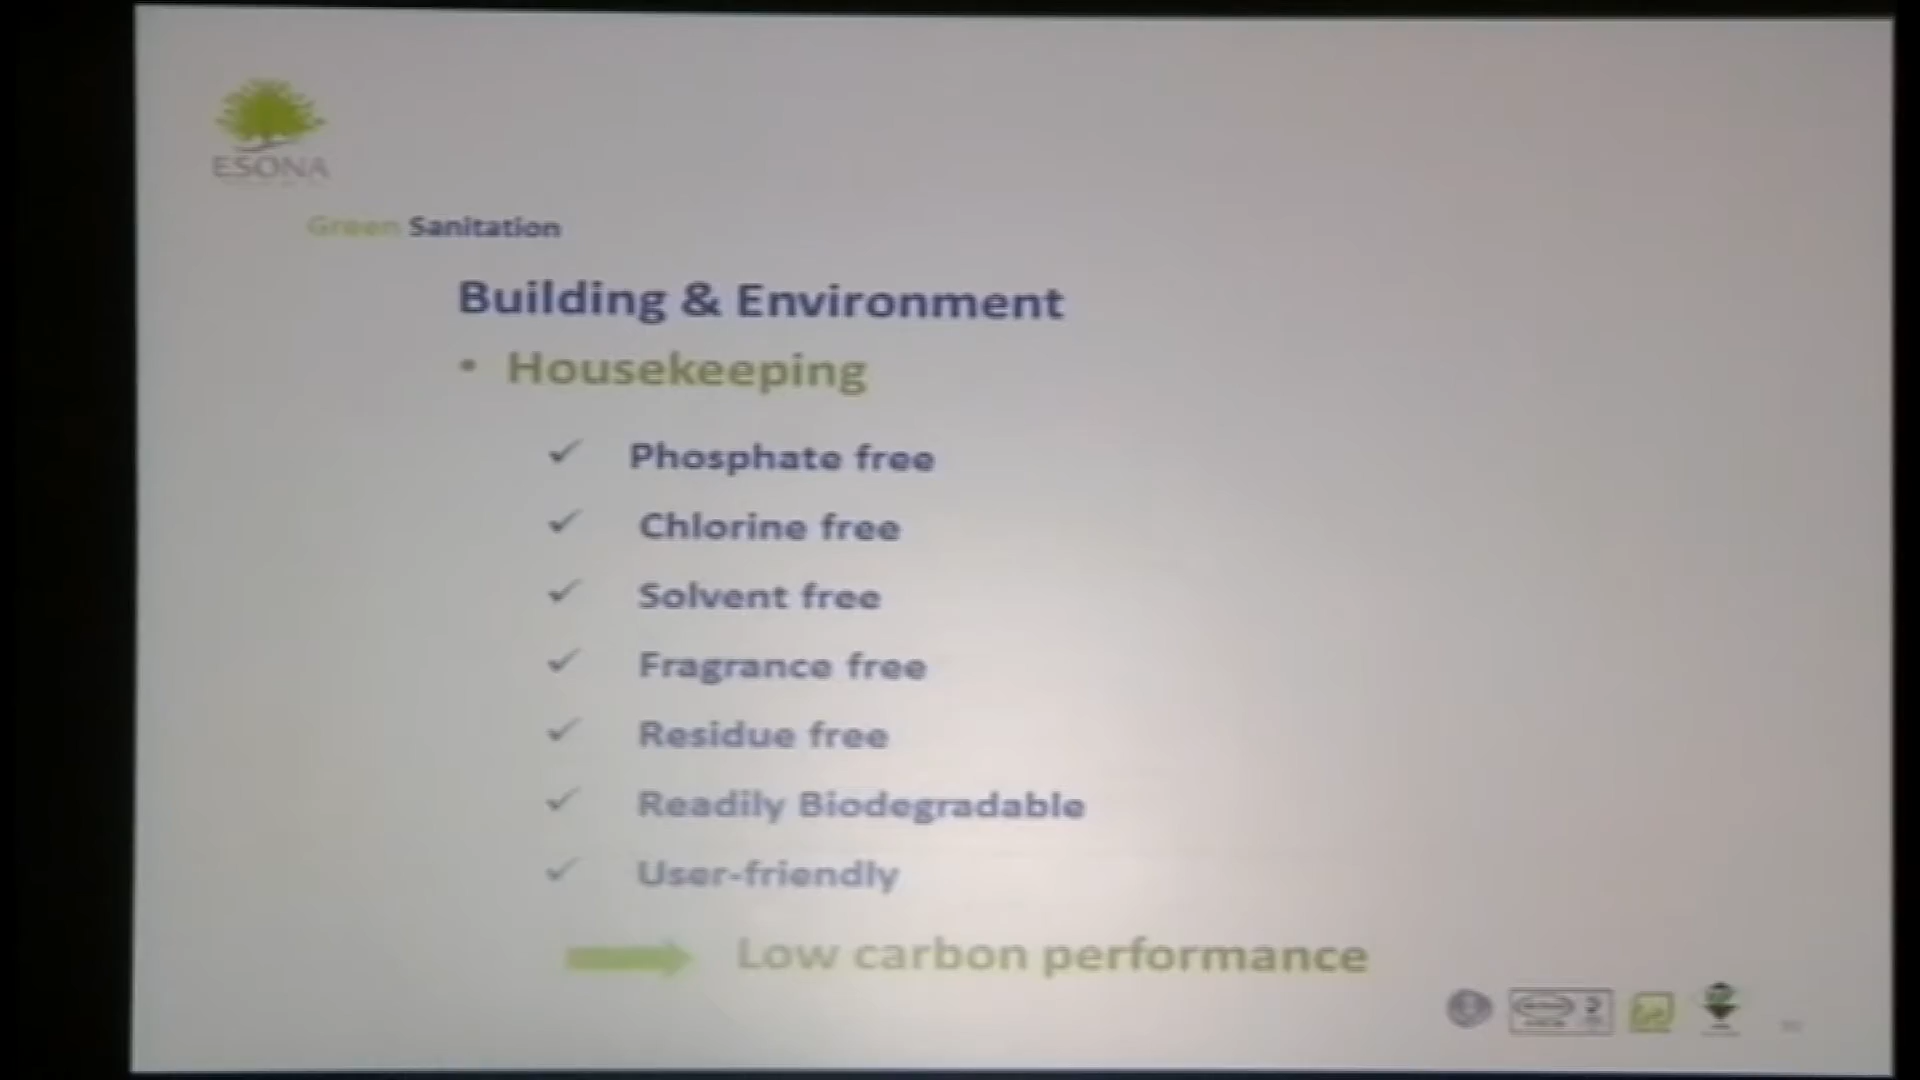 ESONA
Green Sanitation
Building & Environment
• Housekeeping
✓ Phosphate free
✓ Chlorine free
✓ Solvent free
✓ Fragrance free
✓ Residue free
✓ Readily Biodegradable
✓ User-friendly
Low carbon performance